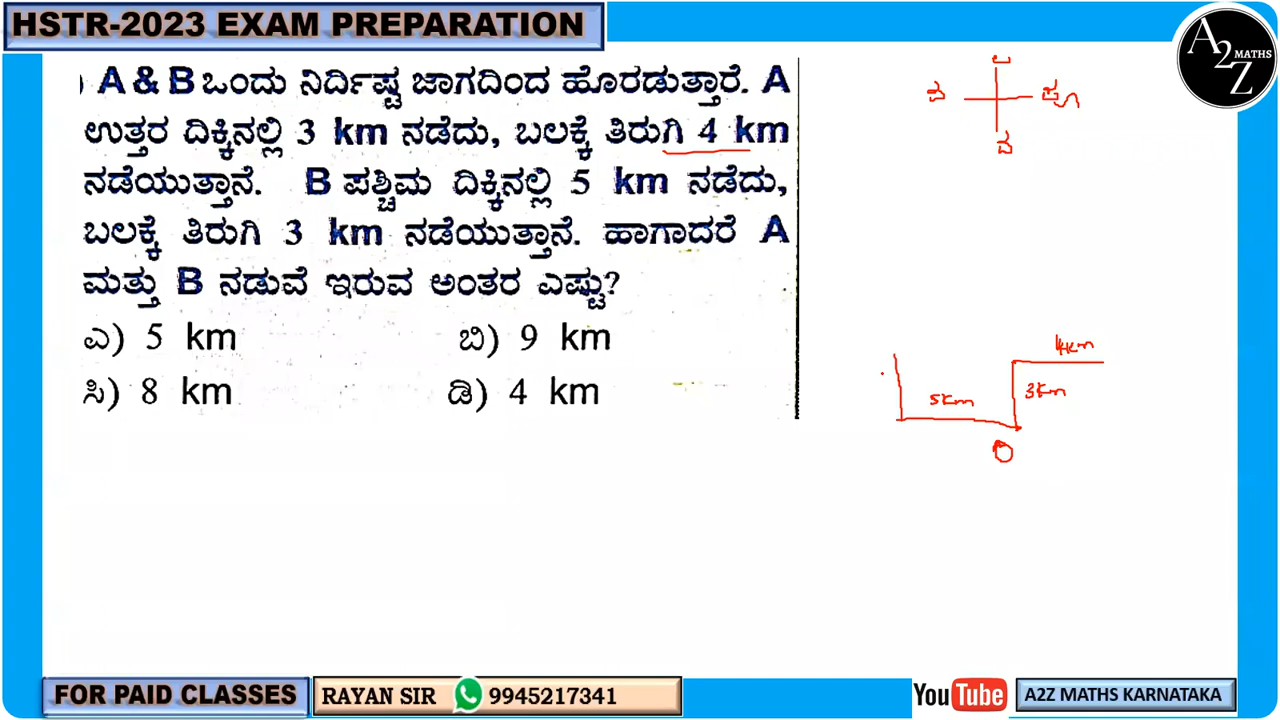 HSTR-2023 EXAM PREPARATION
A2Z MATHS
) A & B ಒಂದು ನಿರ್ದಿಷ್ಟ ಜಾಗದಿಂದ ಹೊರಡುತ್ತಾರೆ. A
ಉತ್ತರ ದಿಕ್ಕಿನಲ್ಲಿ 3 km ನಡೆದು, ಬಲಕ್ಕೆ ತಿರುಗಿ 4 km
ನಡೆಯುತ್ತಾನೆ. B ಪಶ್ಚಿಮ ದಿಕ್ಕಿನಲ್ಲಿ 5 km ನಡೆದು,
ಬಲಕ್ಕೆ ತಿರುಗಿ 3 km ನಡೆಯುತ್ತಾನೆ. ಹಾಗಾದರೆ A
ಮತ್ತು B ನಡುವೆ ಇರುವ ಅಂತರ ಎಷ್ಟು?
ಎ) 5 km ಬಿ) 9 km
ಸಿ) 8 km ಡಿ) 4 km
4km
3km
5km
FOR PAID CLASSES RAYAN SIR 9945217341
YouTube A2Z MATHS KARNATAKA